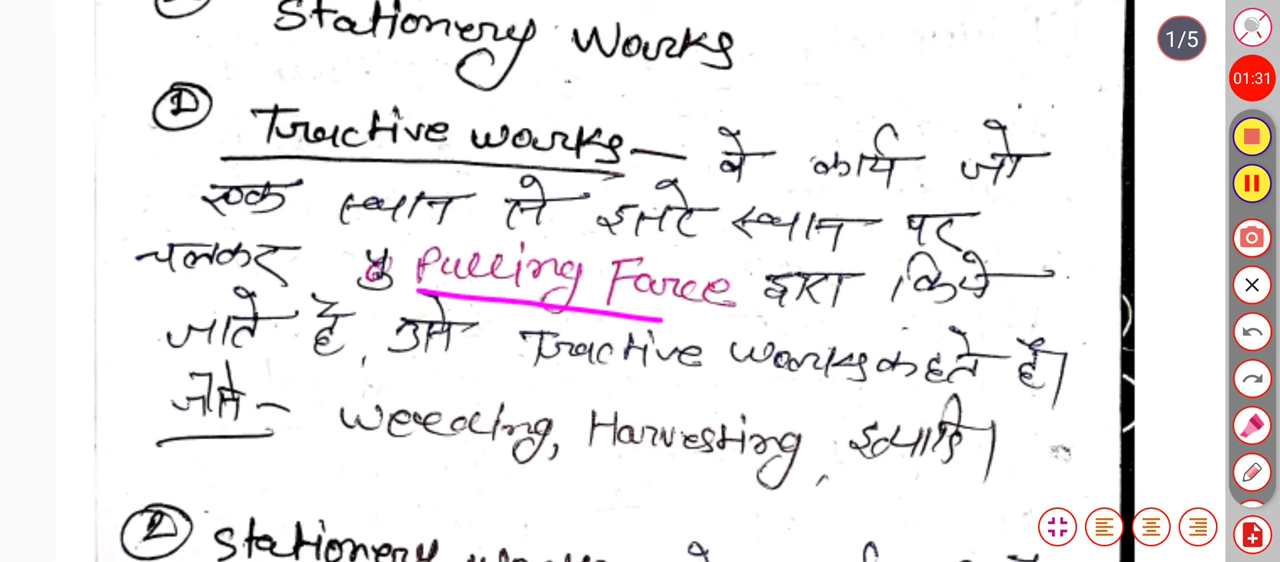 Stationery Works
1/5
01:31
① Tractive works — वे कार्य जो
एक स्थान से दूसरे स्थान पर
चलकर Pulling Force द्वारा किये
जाते है, उसे Tractive works कहते हैं।
जैसे - Weeding, Harvesting, इत्यादि।
② Stationery